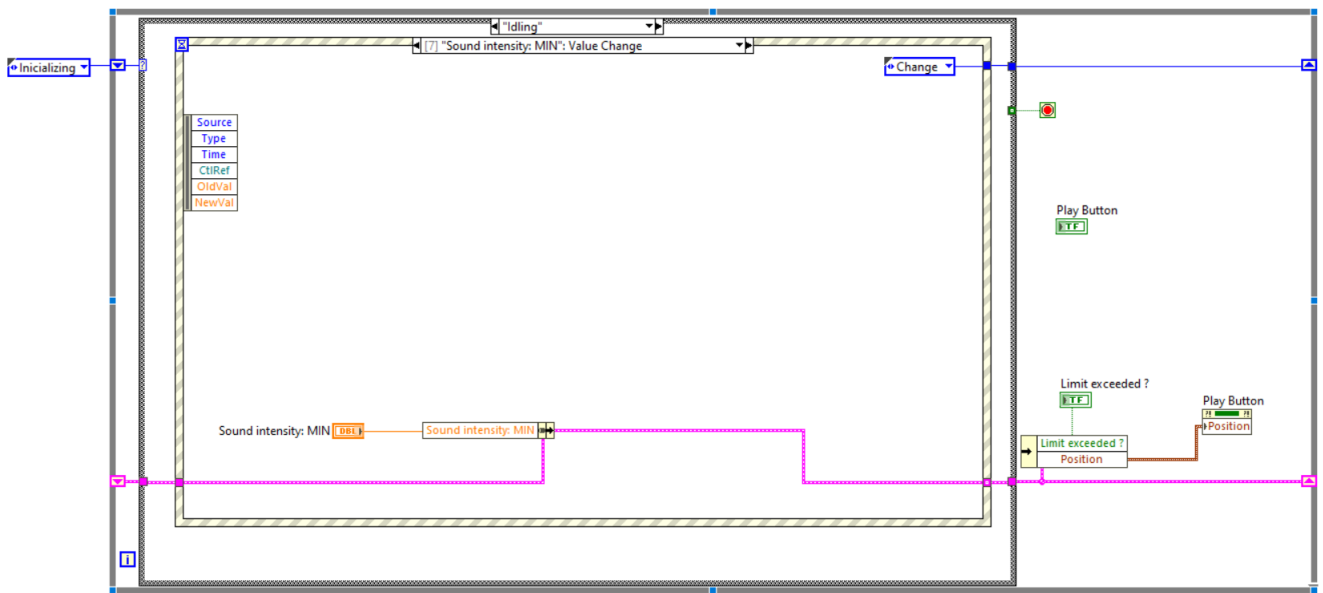 "Idling"
[7] "Sound intensity: MIN": Value Change
Inicializing
?
Change
Source
Type
Time
CtlRef
OldVal
NewVal
Play Button
TF
Limit exceeded ?
TF
Play Button
Position
Sound intensity: MIN
DBL
Sound intensity: MIN
Limit exceeded ?
Position
i